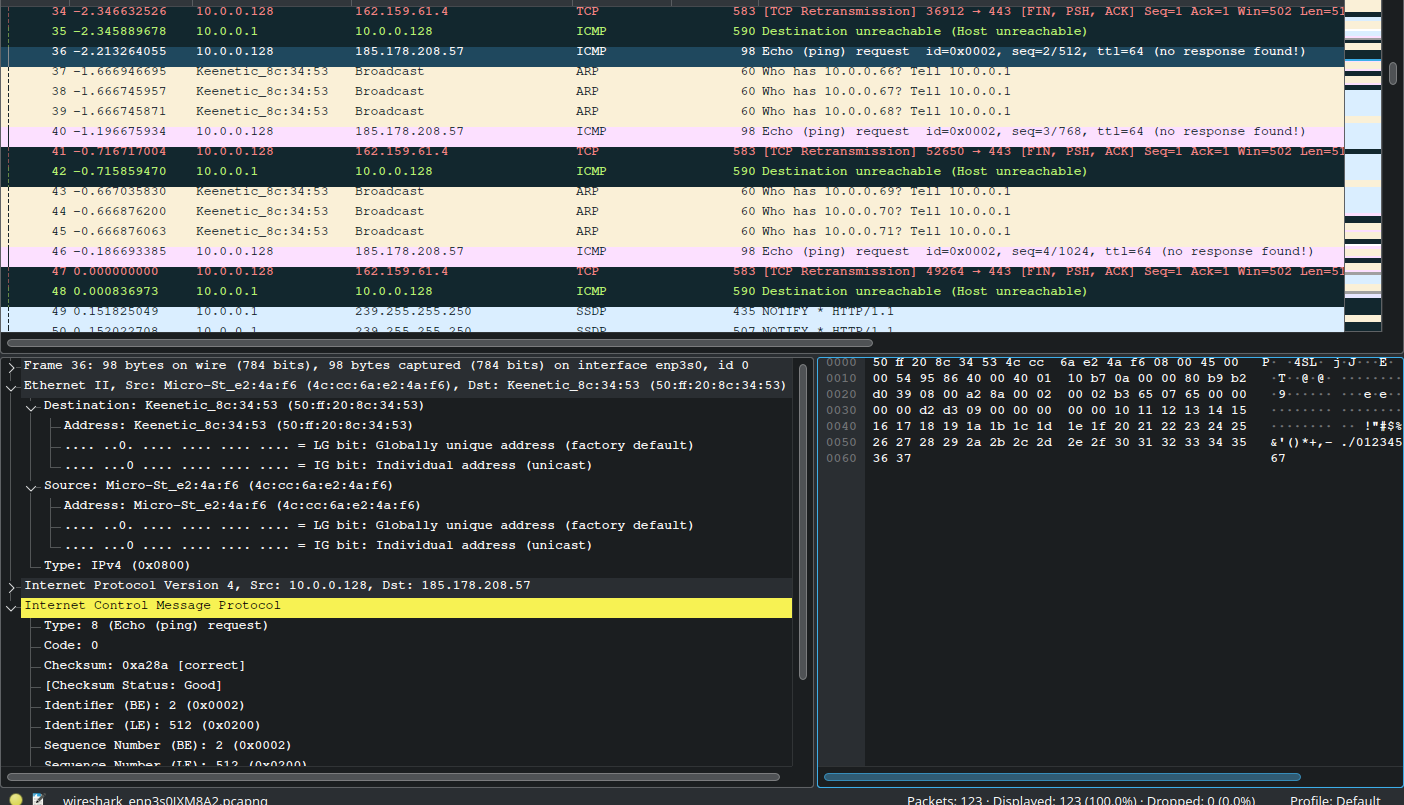 34 -2.346632526 10.0.0.128 162.159.61.4 TCP 583 [TCP Retransmission] 36912 → 443 [FIN, PSH, ACK] Seq=1 Ack=1 Win=502 Len=51
35 -2.345889678 10.0.0.1 10.0.0.128 ICMP 590 Destination unreachable (Host unreachable)
36 -2.213264055 10.0.0.128 185.178.208.57 ICMP 98 Echo (ping) request id=0x0002, seq=2/512, ttl=64 (no response found!)
37 -1.666946695 Keenetic_8c:34:53 Broadcast ARP 60 Who has 10.0.0.66? Tell 10.0.0.1
38 -1.666745957 Keenetic_8c:34:53 Broadcast ARP 60 Who has 10.0.0.67? Tell 10.0.0.1
39 -1.666745871 Keenetic_8c:34:53 Broadcast ARP 60 Who has 10.0.0.68? Tell 10.0.0.1
40 -1.196675934 10.0.0.128 185.178.208.57 ICMP 98 Echo (ping) request id=0x0002, seq=3/768, ttl=64 (no response found!)
41 -0.716717004 10.0.0.128 162.159.61.4 TCP 583 [TCP Retransmission] 52650 → 443 [FIN, PSH, ACK] Seq=1 Ack=1 Win=502 Len=51
42 -0.715859470 10.0.0.1 10.0.0.128 ICMP 590 Destination unreachable (Host unreachable)
43 -0.667035830 Keenetic_8c:34:53 Broadcast ARP 60 Who has 10.0.0.69? Tell 10.0.0.1
44 -0.666876200 Keenetic_8c:34:53 Broadcast ARP 60 Who has 10.0.0.70? Tell 10.0.0.1
45 -0.666876063 Keenetic_8c:34:53 Broadcast ARP 60 Who has 10.0.0.71? Tell 10.0.0.1
46 -0.186693385 10.0.0.128 185.178.208.57 ICMP 98 Echo (ping) request id=0x0002, seq=4/1024, ttl=64 (no response found!)
47 0.000000000 10.0.0.128 162.159.61.4 TCP 583 [TCP Retransmission] 49264 → 443 [FIN, PSH, ACK] Seq=1 Ack=1 Win=502 Len=51
48 0.000836973 10.0.0.1 10.0.0.128 ICMP 590 Destination unreachable (Host unreachable)
49 0.151825049 10.0.0.1 239.255.255.250 SSDP 435 NOTIFY * HTTP/1.1
50 0.152022708 10.0.0.1 239.255.255.250 SSDP 507 NOTIFY * HTTP/1.1
Frame 36: 98 bytes on wire (784 bits), 98 bytes captured (784 bits) on interface enp3s0, id 0
Ethernet II, Src: Micro-St_e2:4a:f6 (4c:cc:6a:e2:4a:f6), Dst: Keenetic_8c:34:53 (50:ff:20:8c:34:53)
Destination: Keenetic_8c:34:53 (50:ff:20:8c:34:53)
Address: Keenetic_8c:34:53 (50:ff:20:8c:34:53)
.... ..0. .... .... .... .... = LG bit: Globally unique address (factory default)
.... ...0 .... .... .... .... = IG bit: Individual address (unicast)
Source: Micro-St_e2:4a:f6 (4c:cc:6a:e2:4a:f6)
Address: Micro-St_e2:4a:f6 (4c:cc:6a:e2:4a:f6)
.... ..0. .... .... .... .... = LG bit: Globally unique address (factory default)
.... ...0 .... .... .... .... = IG bit: Individual address (unicast)
Type: IPv4 (0x0800)
Internet Protocol Version 4, Src: 10.0.0.128, Dst: 185.178.208.57
Internet Control Message Protocol
Type: 8 (Echo (ping) request)
Code: 0
Checksum: 0xa28a [correct]
[Checksum Status: Good]
Identifier (BE): 2 (0x0002)
Identifier (LE): 512 (0x0200)
Sequence Number (BE): 2 (0x0002)
Sequence Number (LE): 512 (0x0200)
0000 50 ff 20 8c 34 53 4c cc 6a e2 4a f6 08 00 45 00 P· ·4SL· j·J···E·
0010 00 54 95 86 40 00 40 01 10 b7 0a 00 00 80 b9 b2 ·T··@·@· ········
0020 d0 39 08 00 a2 8a 00 02 00 02 b3 65 07 65 00 00 ·9······ ···e·e··
0030 00 00 d2 d3 09 00 00 00 00 00 10 11 12 13 14 15 ········ ········
0040 16 17 18 19 1a 1b 1c 1d 1e 1f 20 21 22 23 24 25 ········ ·· !"#$%
0050 26 27 28 29 2a 2b 2c 2d 2e 2f 30 31 32 33 34 35 &'()*+,- ./012345
0060 36 37 67
wireshark_enp3s0IXM8A2.pcapng Packets: 123 · Displayed: 123 (100.0%) · Dropped: 0 (0.0%) Profile: Default